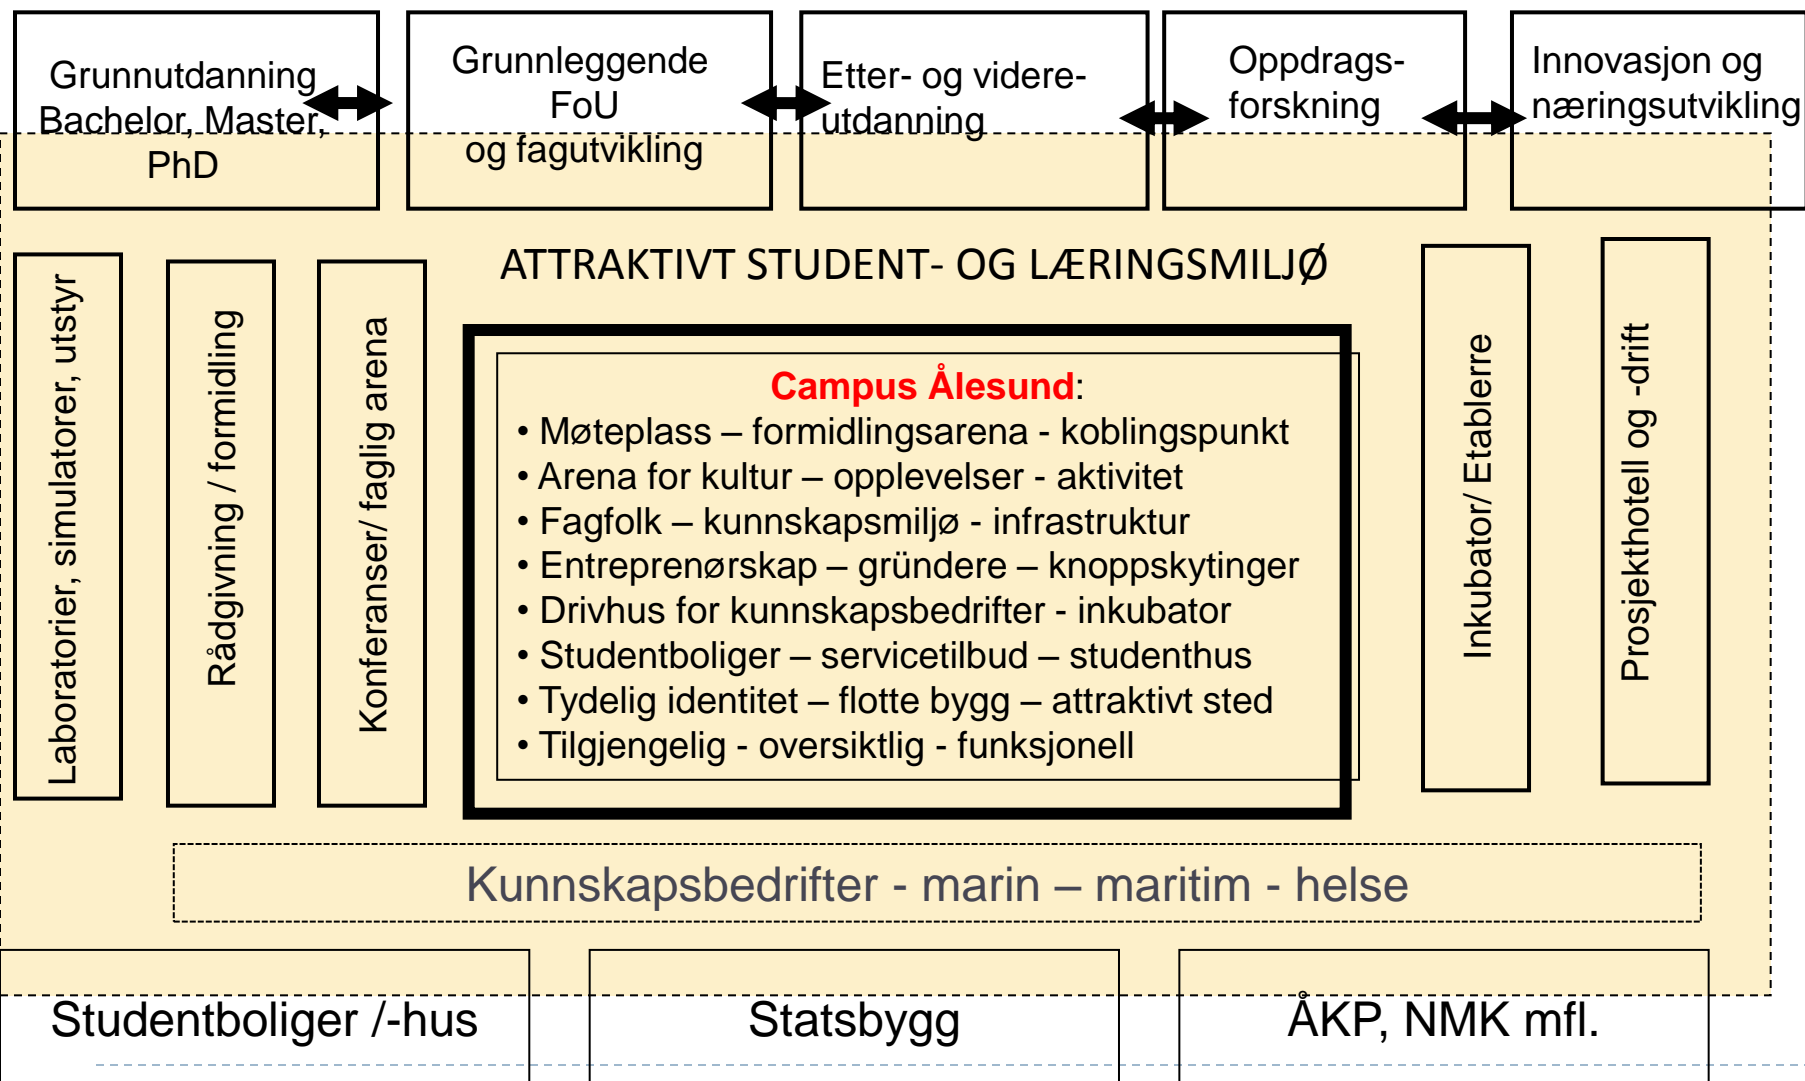 Grunnutdanning
Bachelor, Master,
PhD
Grunnleggende
FoU
og fagutvikling
Etter- og videre-
utdanning
Oppdrags-
forskning
Innovasjon og
næringsutvikling
ATTRAKTIVT STUDENT- OG LÆRINGSMILJØ
Laboratorier, simulatorer, utstyr
Rådgivning / formidling
Konferanser/ faglig arena
Campus Ålesund:
• Møteplass – formidlingsarena - koblingspunkt
• Arena for kultur – opplevelser - aktivitet
• Fagfolk – kunnskapsmiljø - infrastruktur
• Entreprenørskap – gründere – knoppskytinger
• Drivhus for kunnskapsbedrifter - inkubator
• Studentboliger – servicetilbud – studenthus
• Tydelig identitet – flotte bygg – attraktivt sted
• Tilgjengelig - oversiktlig - funksjonell
Inkubator/ Etablerre
Prosjekthotell og -drift
Kunnskapsbedrifter - marin – maritim - helse
Studentboliger /-hus
Statsbygg
ÅKP, NMK mfl.